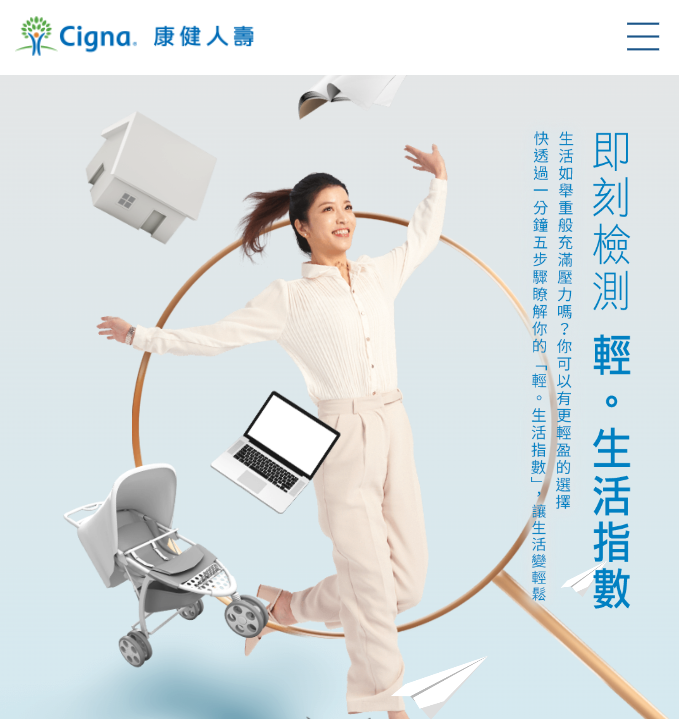 Cigna® 康健人壽
即刻檢測 輕。生活指數
生活如舉重般充滿壓力嗎？你可以有更輕盈的選擇
快透過一分鐘五步驟瞭解你的「輕。生活指數」，讓生活變輕鬆